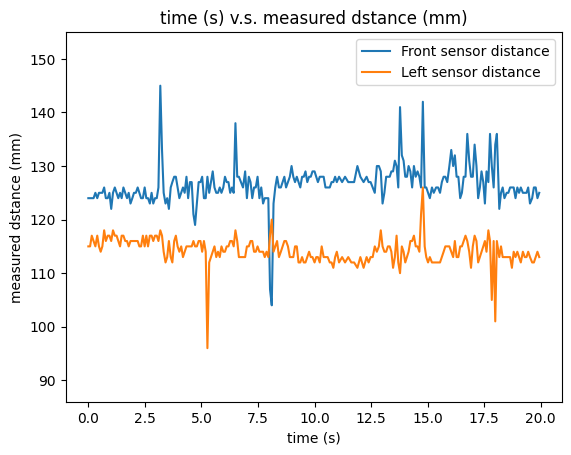 time (s) v.s. measured dstance (mm)
Front sensor distance
Left sensor distance
measured dstance (mm)
150
140
130
120
110
100
90
0.0 2.5 5.0 7.5 10.0 12.5 15.0 17.5 20.0
time (s)